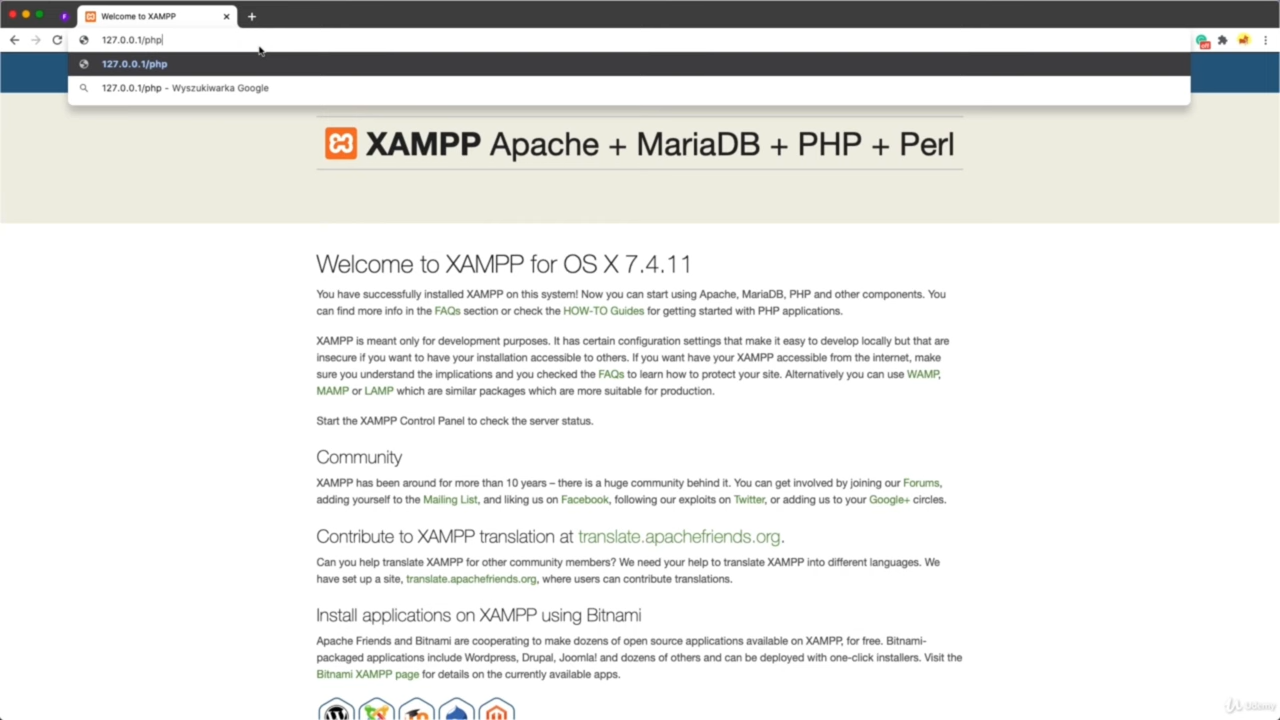 Welcome to XAMPP
127.0.0.1/php
127.0.0.1/php
127.0.0.1/php - Wyszukiwarka Google
XAMPP Apache + MariaDB + PHP + Perl
Welcome to XAMPP for OS X 7.4.11
You have successfully installed XAMPP on this system! Now you can start using Apache, MariaDB, PHP and other components. You
can find more info in the FAQs section or check the HOW-TO Guides for getting started with PHP applications.
XAMPP is meant only for development purposes. It has certain configuration settings that make it easy to develop locally but that are
insecure if you want to have your installation accessible to others. If you want have your XAMPP accessible from the internet, make
sure you understand the implications and you checked the FAQs to learn how to protect your site. Alternatively you can use WAMP,
MAMP or LAMP which are similar packages which are more suitable for production.
Start the XAMPP Control Panel to check the server status.
Community
XAMPP has been around for more than 10 years – there is a huge community behind it. You can get involved by joining our Forums,
adding yourself to the Mailing List, and liking us on Facebook, following our exploits on Twitter, or adding us to your Google+ circles.
Contribute to XAMPP translation at translate.apachefriends.org.
Can you help translate XAMPP for other community members? We need your help to translate XAMPP into different languages. We
have set up a site, translate.apachefriends.org, where users can contribute translations.
Install applications on XAMPP using Bitnami
Apache Friends and Bitnami are cooperating to make dozens of open source applications available on XAMPP, for free. Bitnami-
packaged applications include Wordpress, Drupal, Joomla! and dozens of others and can be deployed with one-click installers. Visit the
Bitnami XAMPP page for details on the currently available apps.
Udemy